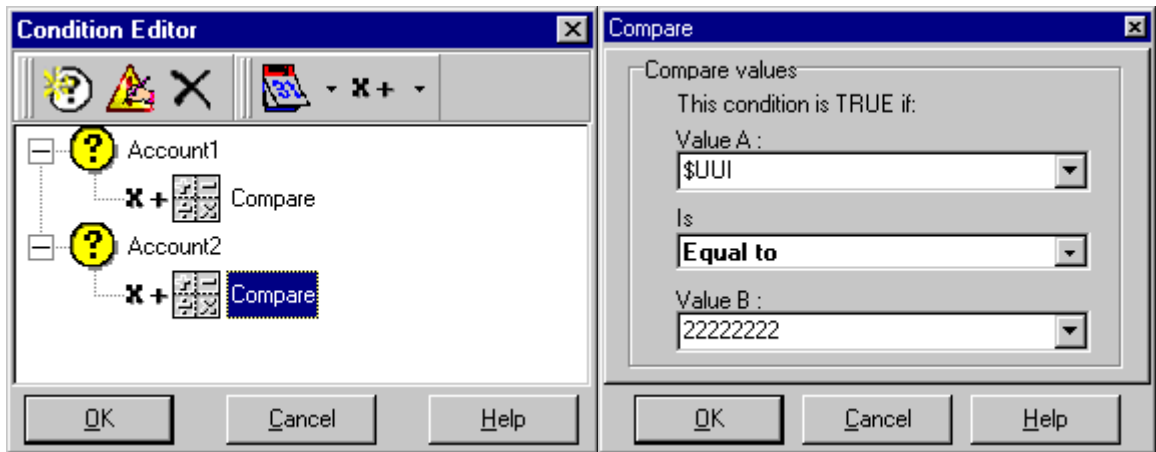 Condition Editor
Account1
Compare
Account2
Compare
OK Cancel Help
Compare
Compare values
This condition is TRUE if:
Value A :
$UUI
Is
Equal to
Value B :
22222222
OK Cancel Help